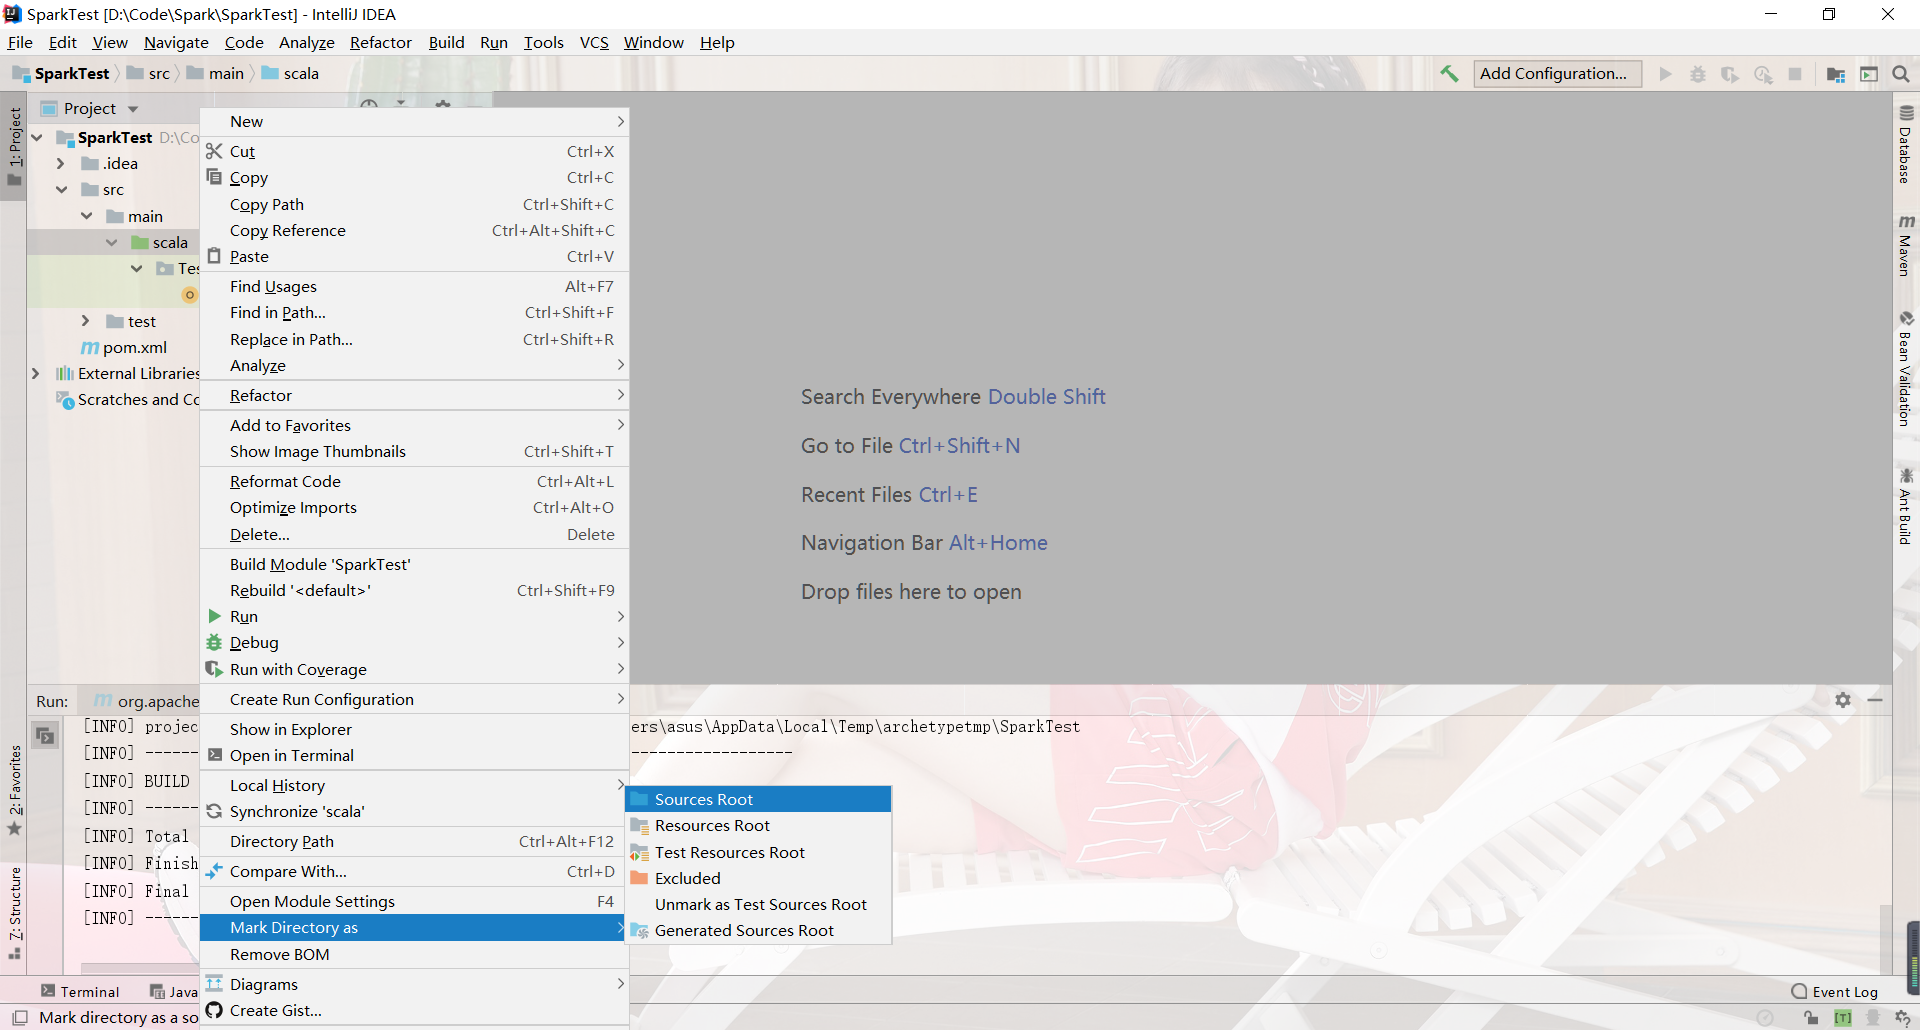 SparkTest [D:\Code\Spark\SparkTest] - IntelliJ IDEA
File Edit View Navigate Code Analyze Refactor Build Run Tools VCS Window Help
SparkTest src main scala
Add Configuration...
1: Project
Project
SparkTest D:\Co
.idea
src
main
scala
Tes
test
pom.xml
External Libraries
Scratches and Co
New
Cut Ctrl+X
Copy Ctrl+C
Copy Path Ctrl+Shift+C
Copy Reference Ctrl+Alt+Shift+C
Paste Ctrl+V
Find Usages Alt+F7
Find in Path... Ctrl+Shift+F
Replace in Path... Ctrl+Shift+R
Analyze
Refactor
Add to Favorites
Show Image Thumbnails Ctrl+Shift+T
Reformat Code Ctrl+Alt+L
Optimize Imports Ctrl+Alt+O
Delete... Delete
Build Module 'SparkTest'
Rebuild '<default>' Ctrl+Shift+F9
Run
Debug
Run with Coverage
Create Run Configuration
Show in Explorer
Open in Terminal
Local History
Synchronize 'scala'
Directory Path Ctrl+Alt+F12
Compare With... Ctrl+D
Open Module Settings F4
Mark Directory as
Remove BOM
Diagrams
Create Gist...
Sources Root
Resources Root
Test Resources Root
Excluded
Unmark as Test Sources Root
Generated Sources Root
Search Everywhere Double Shift
Go to File Ctrl+Shift+N
Recent Files Ctrl+E
Navigation Bar Alt+Home
Drop files here to open
Database
m Maven
Bean Validation
Ant Build
Run: m org.apache
[INFO] projec
ers\asus\AppData\Local\Temp\archetypetmp\SparkTest
[INFO] ------
------------------
[INFO] BUILD
[INFO] ------
[INFO] Total
[INFO] Finish
[INFO] Final
[INFO] ------
2: Favorites
7: Structure
Terminal Java
Event Log
Mark directory as a so
[T]